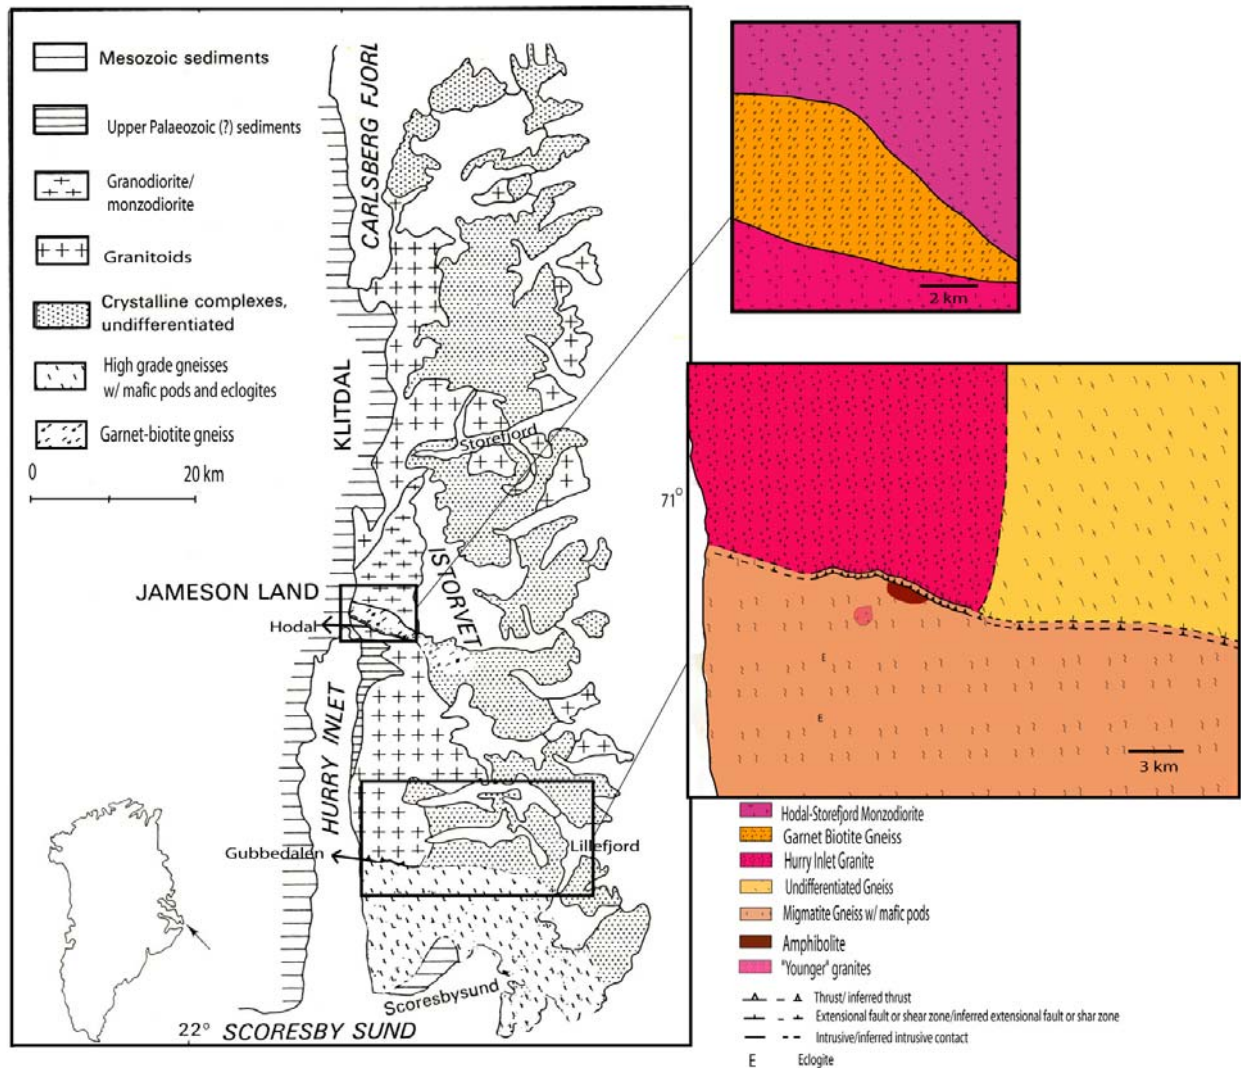 Mesozoic sediments
Upper Palaeozoic (?) sediments
Granodiorite/
monzodiorite
Granitoids
Crystalline complexes,
undifferentiated
High grade gneisses
w/ mafic pods and eclogites
Garnet-biotite gneiss
0 20 km
CARLSBERG FJORD
KLITDAL
Storefjord
71°
JAMESON LAND
ISTORVET
Hodal
HURRY INLET
Gubbedalen
Lillefjord
Scoresbysund
22° SCORESBY SUND
2 km
E
E
3 km
Hodal-Storefjord Monzodiorite
Garnet Biotite Gneiss
Hurry Inlet Granite
Undifferentiated Gneiss
Migmatite Gneiss w/ mafic pods
Amphibolite
"Younger" granites
Thrust/ inferred thrust
Extensional fault or shear zone/inferred extensional fault or shar zone
Intrusive/inferred intrusive contact
E Eclogite